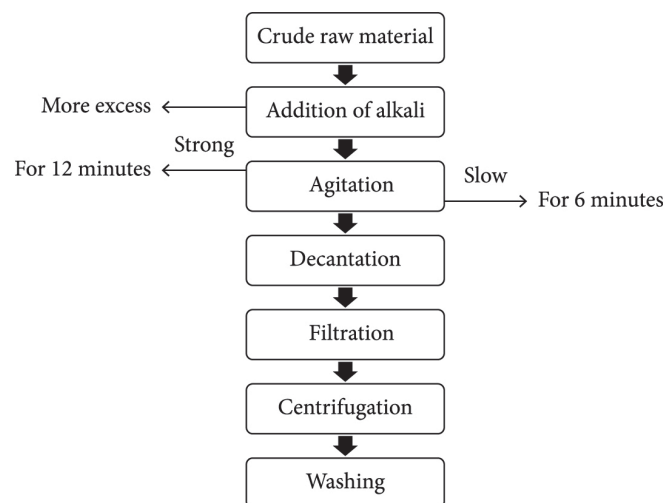 Crude raw material
More excess
Addition of alkali
Strong
For 12 minutes
Agitation
Slow
For 6 minutes
Decantation
Filtration
Centrifugation
Washing